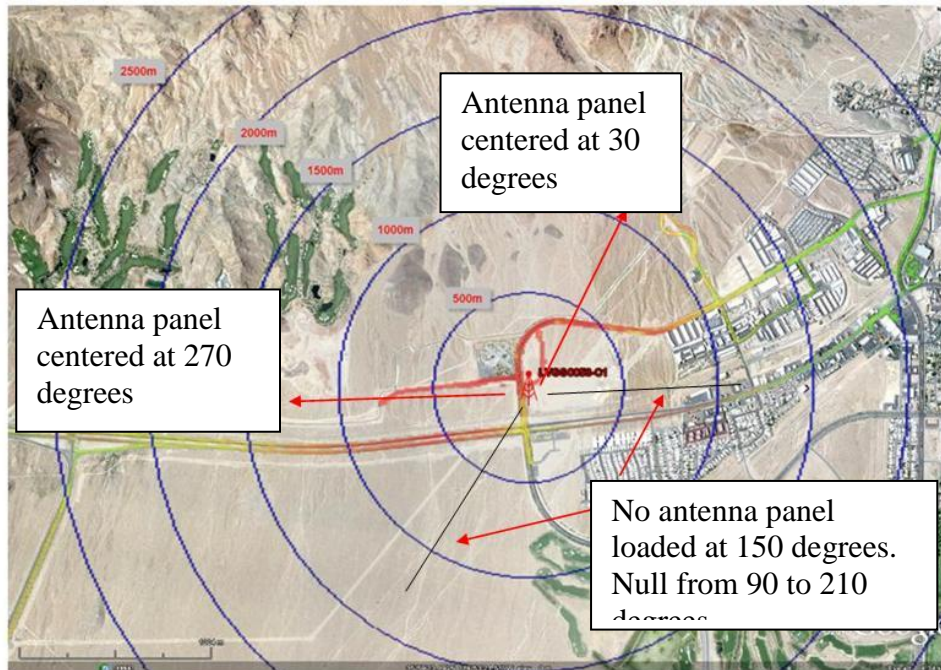 2500m
2000m
1500m
1000m
500m
Antenna panel
centered at 30
degrees
Antenna panel
centered at 270
degrees
No antenna panel
loaded at 150 degrees.
Null from 90 to 210
degrees